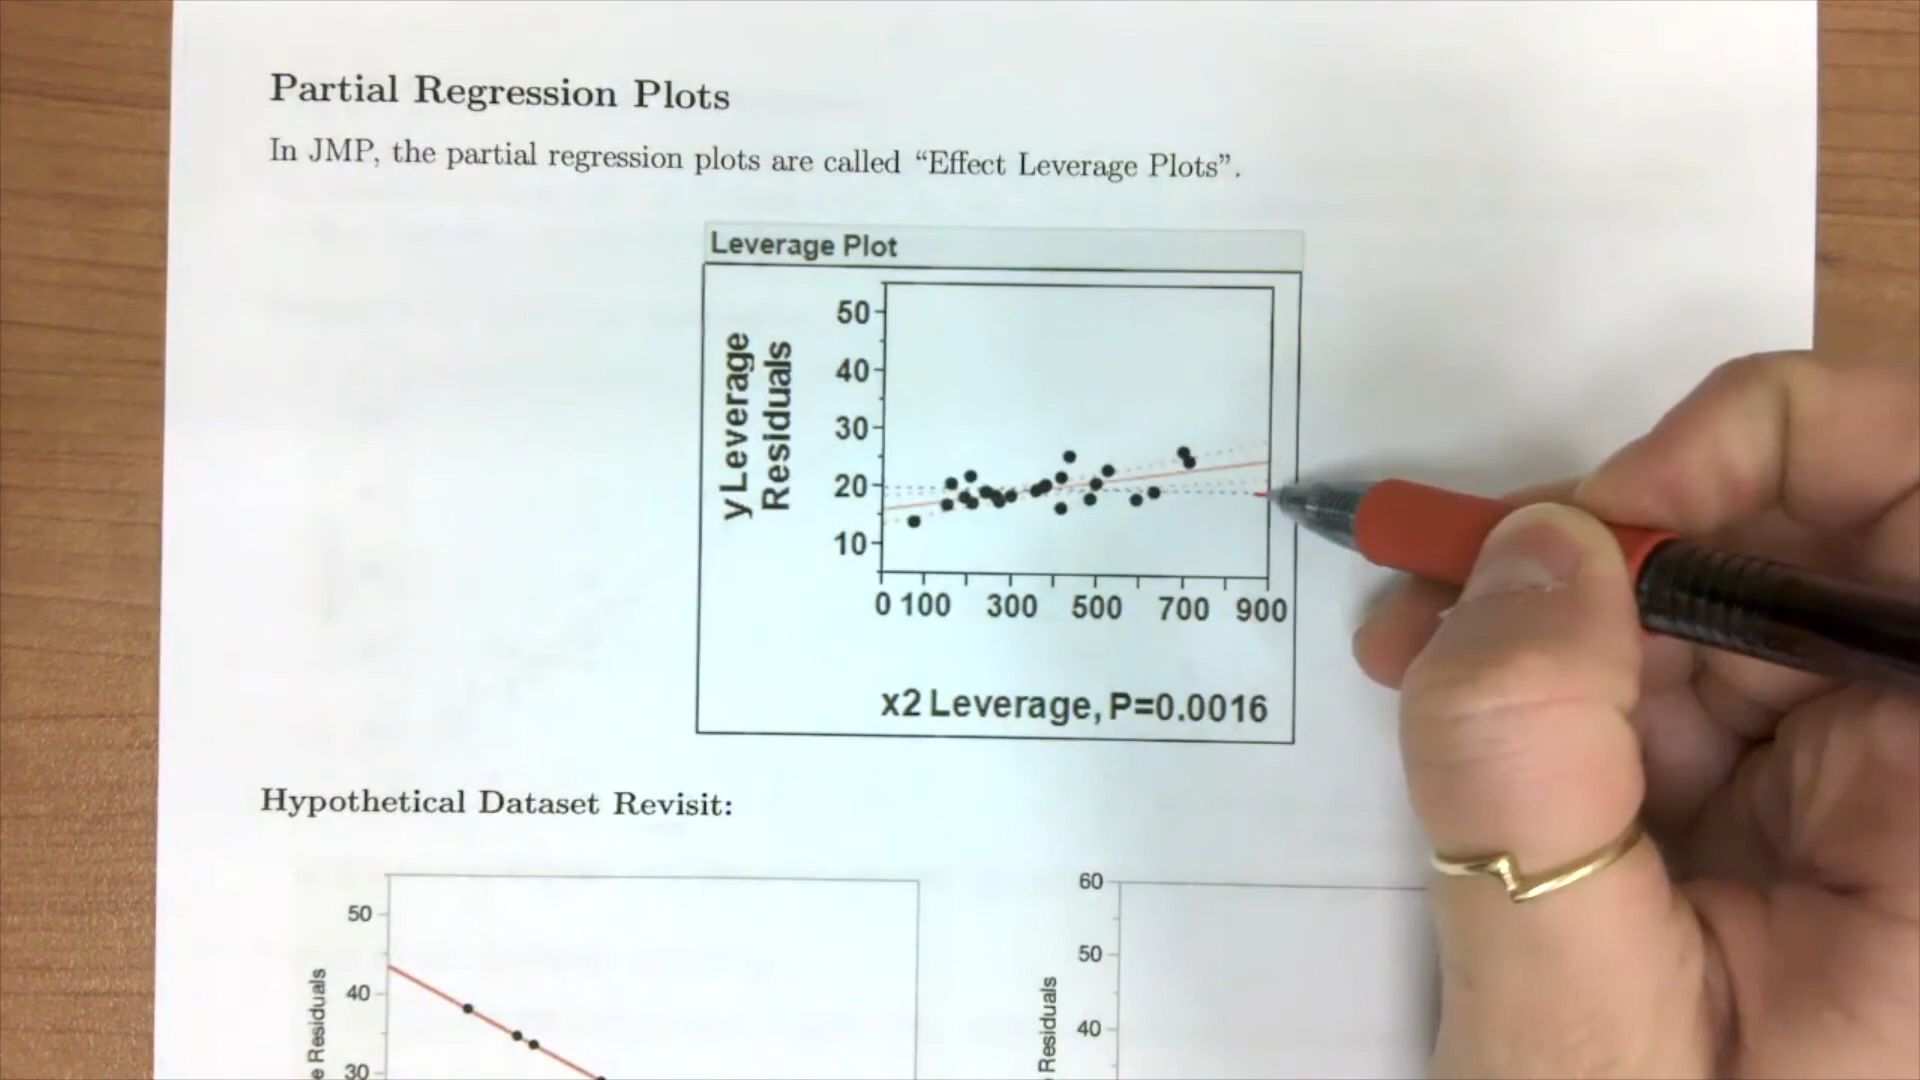 Partial Regression Plots
In JMP, the partial regression plots are called “Effect Leverage Plots”.
Leverage Plot
y Leverage
Residuals
50
40
30
20
10
0 100 300 500 700 900
x2 Leverage, P=0.0016
Hypothetical Dataset Revisit:
50
40
30
Residuals
60
50
40
Residuals